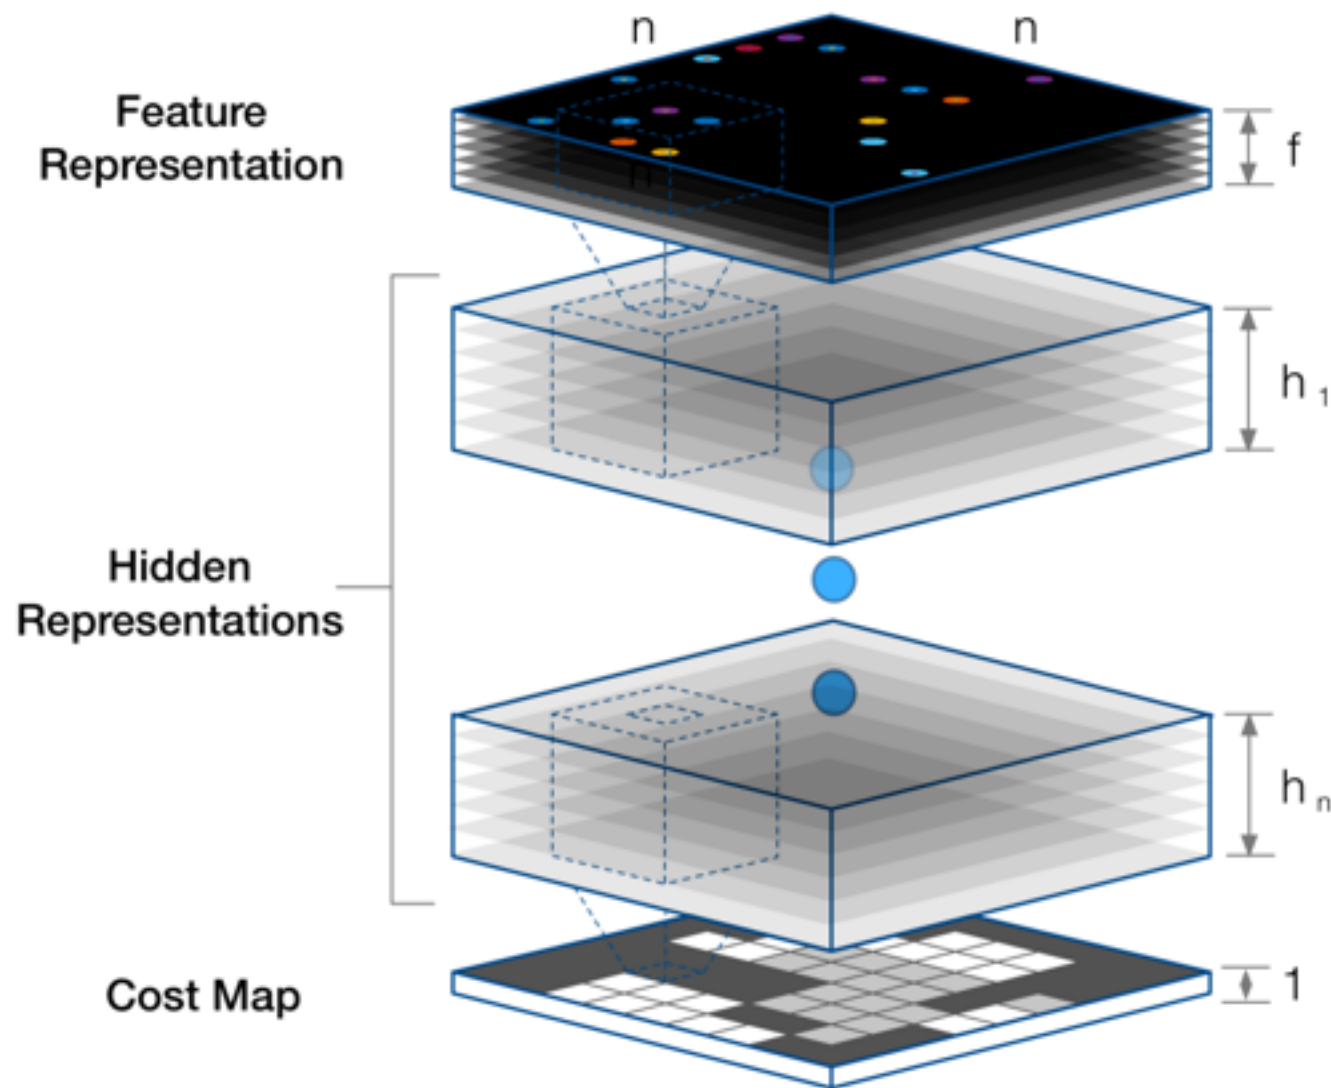 n
n
Feature
Representation
f
n
h 1
Hidden
Representations
h n
Cost Map
1